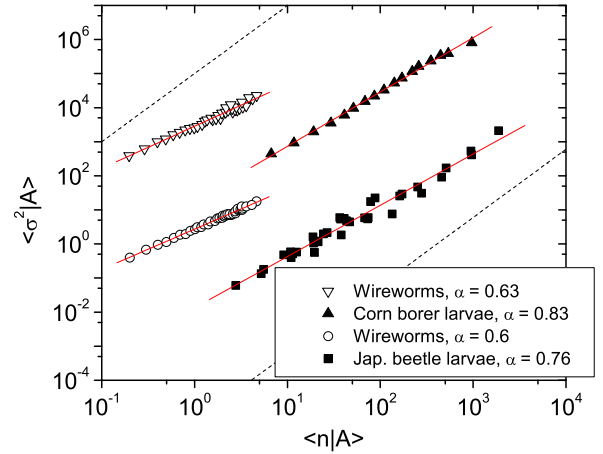 10^6
10^4
10^2
10^0
10^-2
10^-4
<σ^2|A>
▽ Wireworms, α = 0.63
▲ Corn borer larvae, α = 0.83
○ Wireworms, α = 0.6
■ Jap. beetle larvae, α = 0.76
10^-1 10^0 10^1 10^2 10^3 10^4
<n|A>